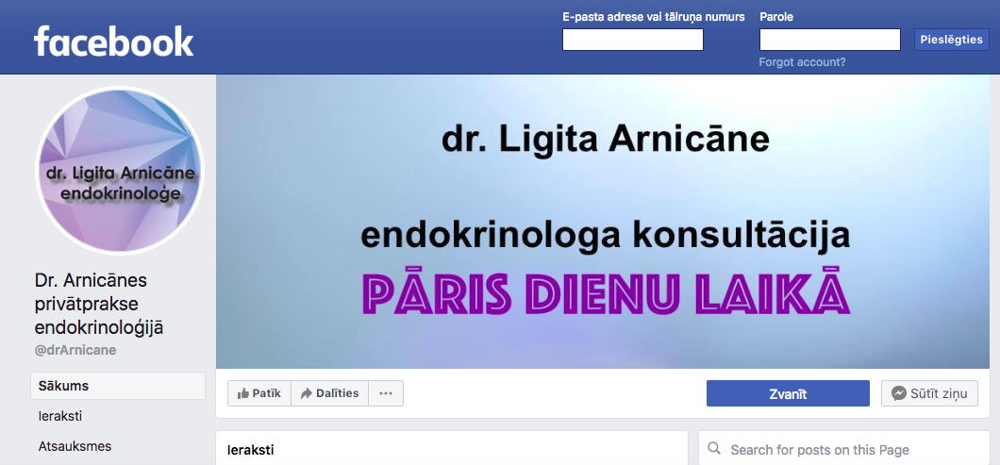 facebook
E-pasta adrese vai tālruņa numurs
Parole
Pieslēgties
Forgot account?
dr. Ligita Arnicāne
endokrinoloģe
dr. Ligita Arnicāne
endokrinologa konsultācija
PĀRIS DIENU LAIKĀ
Dr. Arnicānes
privātprakse
endokrinoloģijā
@drArnicane
Sākums
Ieraksti
Atsauksmes
Patīk
Dalīties
Zvanīt
Sūtīt ziņu
Ieraksti
Search for posts on this Page